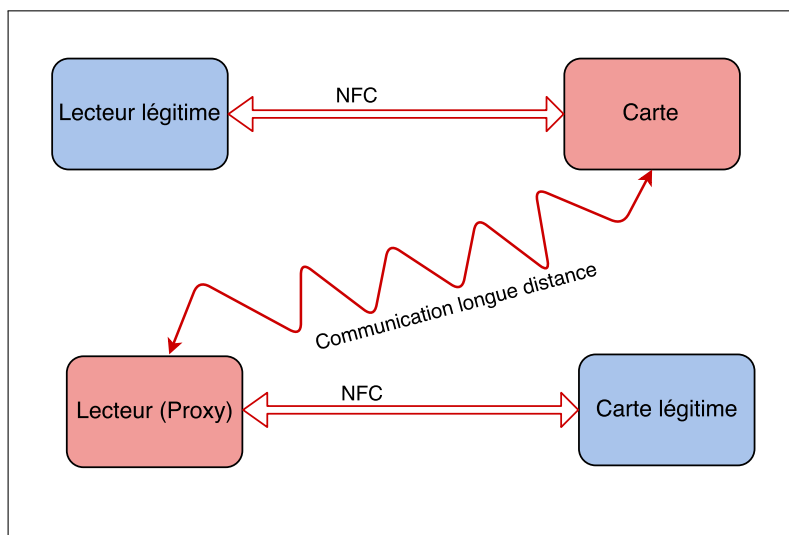 Lecteur légitime
NFC
Carte
Communication longue distance
Lecteur (Proxy)
NFC
Carte légitime